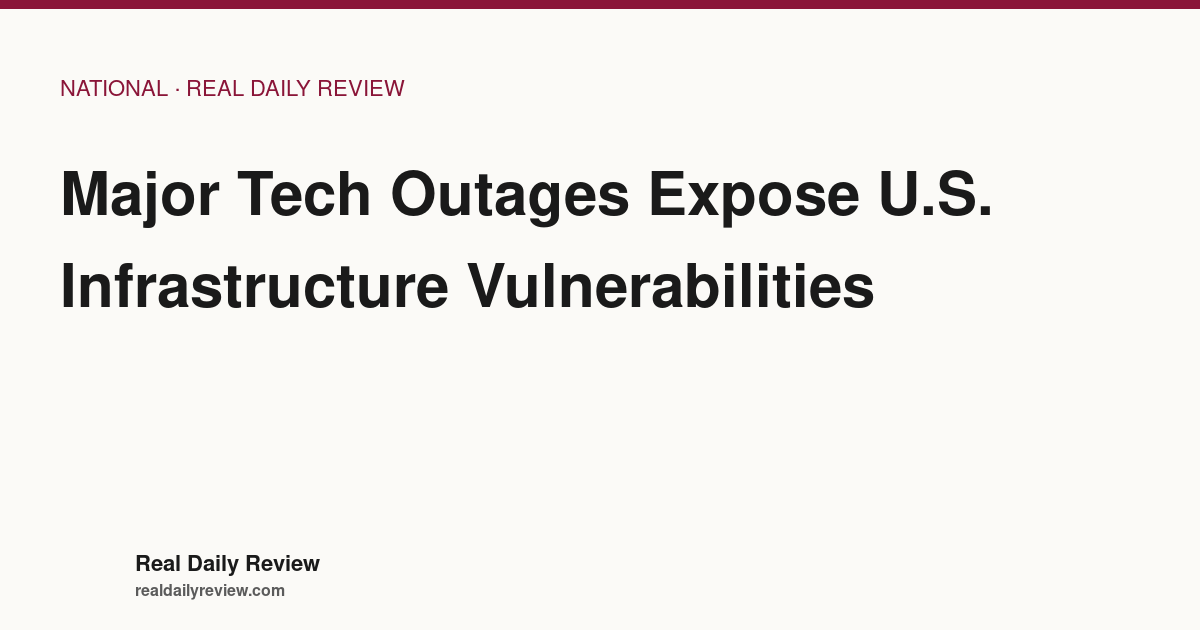 NATIONAL · REAL DAILY REVIEW
Major Tech Outages Expose U.S.
Infrastructure Vulnerabilities
Real Daily Review
realdailyreview.com